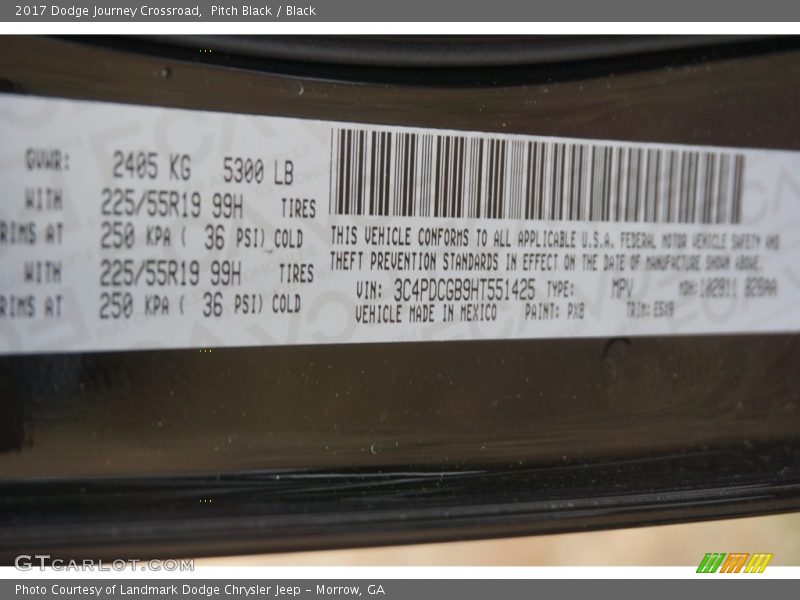 2017 Dodge Journey Crossroad, Pitch Black / Black
GVWR: 2405 KG 5300 LB
WITH 225/55R19 99H TIRES
RIMS AT 250 KPA ( 36 PSI) COLD
WITH 225/55R19 99H TIRES
RIMS AT 250 KPA ( 36 PSI) COLD
THIS VEHICLE CONFORMS TO ALL APPLICABLE U.S.A. FEDERAL MOTOR VEHICLE SAFETY AND
THEFT PREVENTION STANDARDS IN EFFECT ON THE DATE OF MANUFACTURE SHOWN ABOVE.
VIN: 3C4PDCGB9HT551425 TYPE: MPV MDH:102811
VEHICLE MADE IN MEXICO PAINT: PX8 TRIM:
GTCARLOT.COM
Photo Courtesy of Landmark Dodge Chrysler Jeep – Morrow, GA